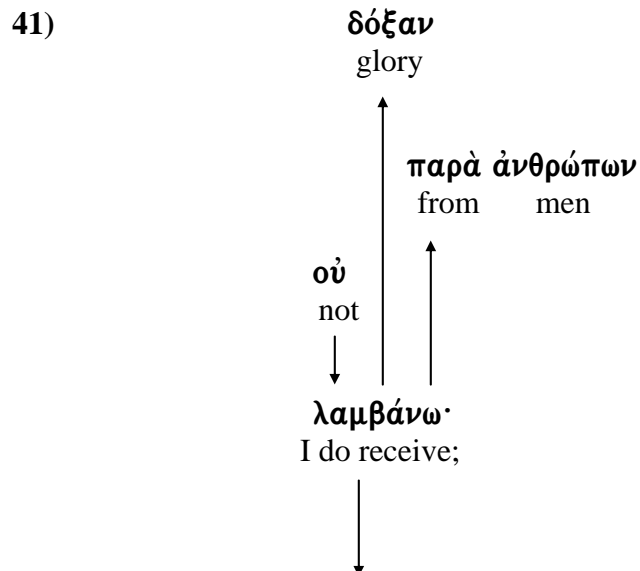 41) δόξαν
glory
παρὰ ἀνθρώπων
from men
οὐ
not
λαμβάνω·
I do receive;